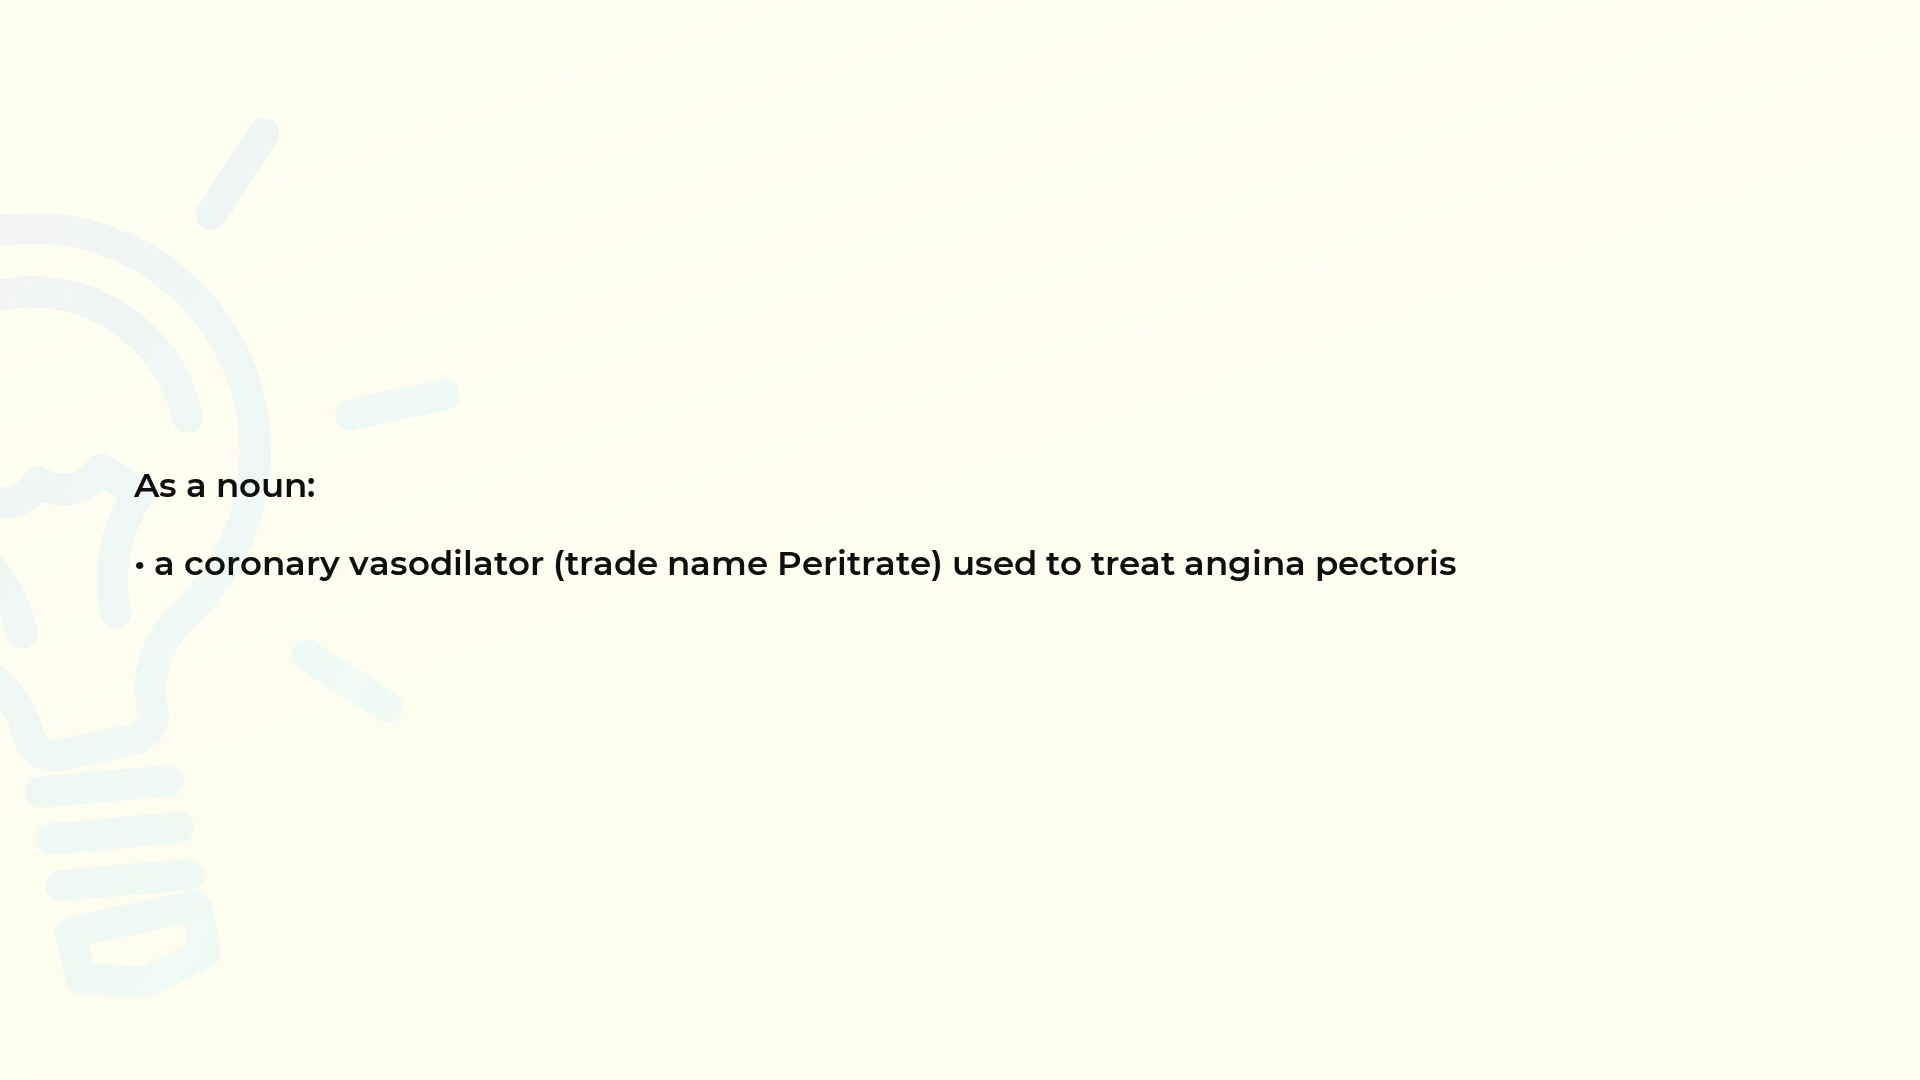 As a noun:
• a coronary vasodilator (trade name Peritrate) used to treat angina pectoris